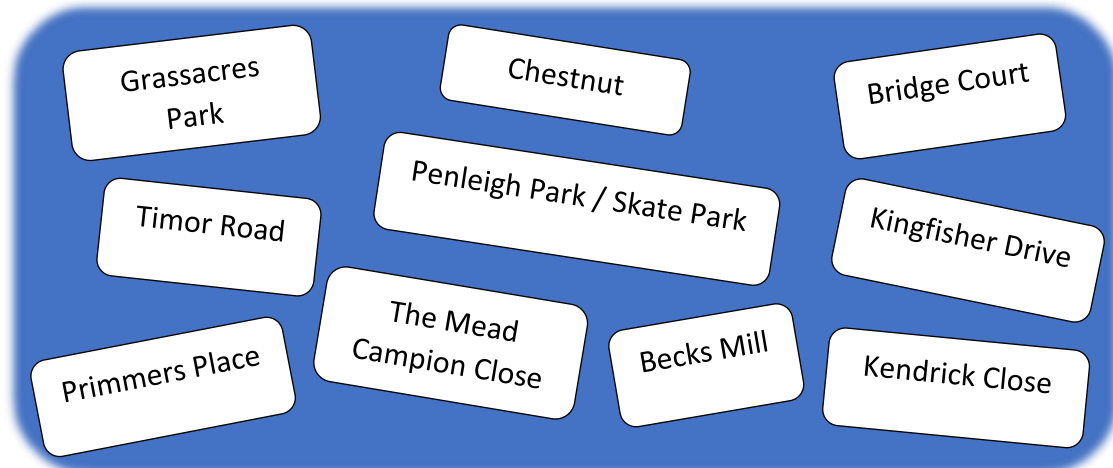 Grassacres
Park
Chestnut
Bridge Court
Penleigh Park / Skate Park
Timor Road
Kingfisher Drive
The Mead
Campion Close
Becks Mill
Primmers Place
Kendrick Close